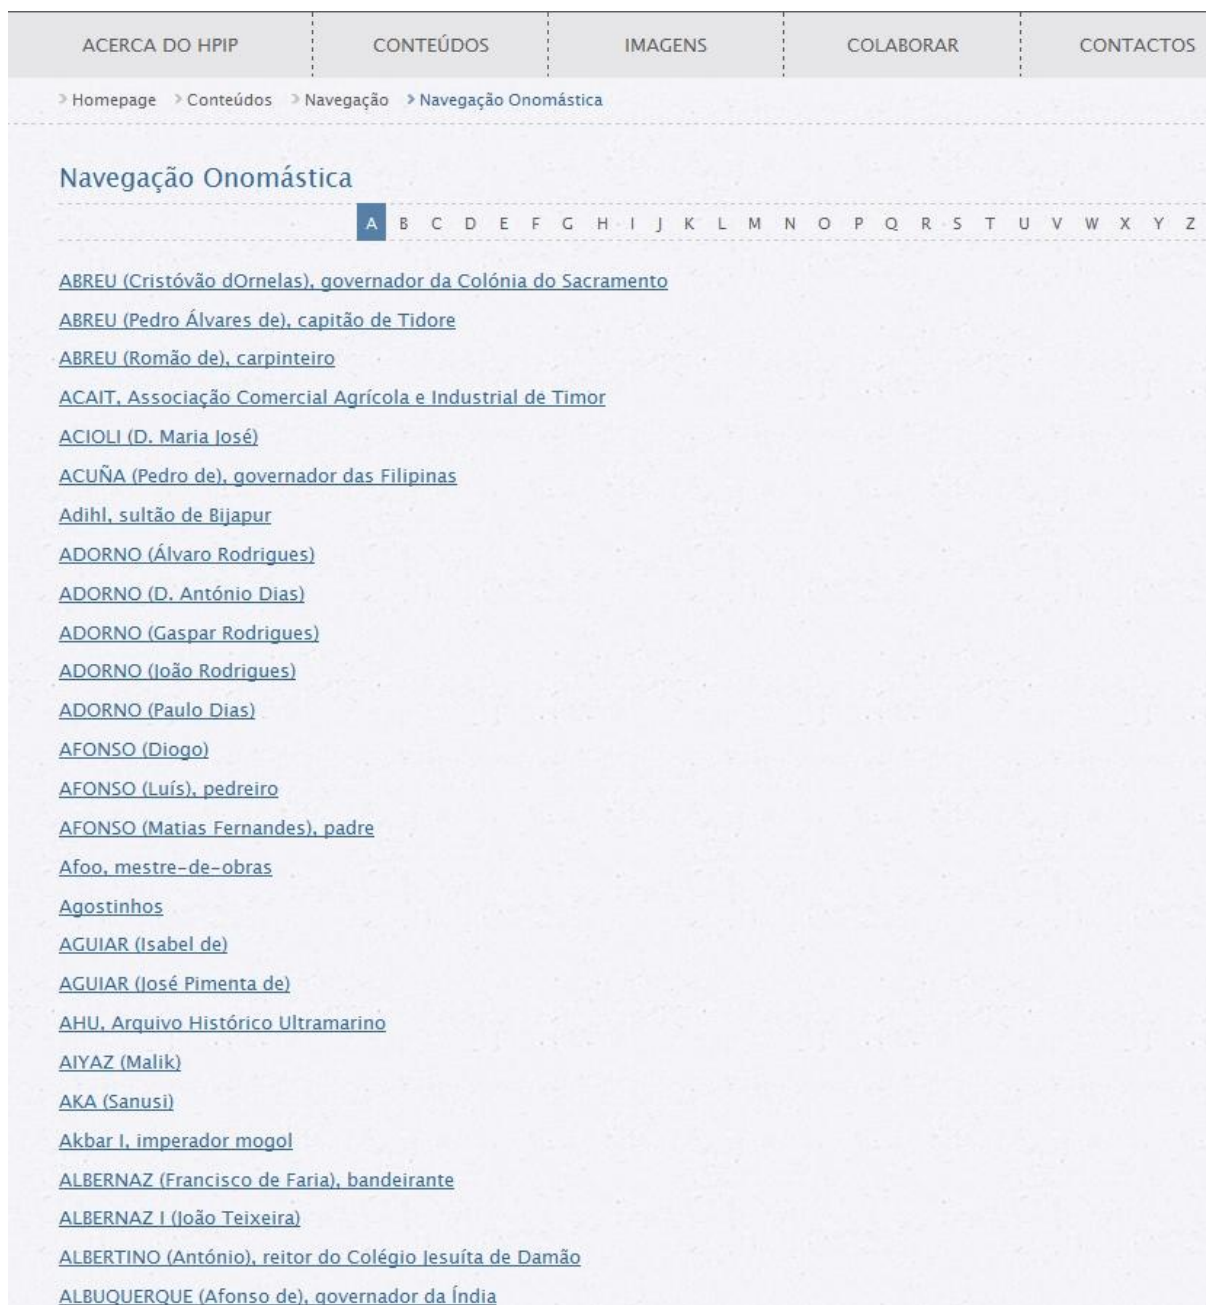 ACERCA DO HPIP CONTEÚDOS IMAGENS COLABORAR CONTACTOS
Homepage Conteúdos Navegação Navegação Onomástica
Navegação Onomástica
A B C D E F G H I J K L M N O P Q R S T U V W X Y Z
ABREU (Cristóvão dOrnelas), governador da Colónia do Sacramento
ABREU (Pedro Álvares de), capitão de Tidore
ABREU (Romão de), carpinteiro
ACAIT, Associação Comercial Agrícola e Industrial de Timor
ACIOLI (D. Maria José)
ACUÑA (Pedro de), governador das Filipinas
Adihl, sultão de Bijapur
ADORNO (Álvaro Rodrigues)
ADORNO (D. António Dias)
ADORNO (Gaspar Rodrigues)
ADORNO (João Rodrigues)
ADORNO (Paulo Dias)
AFONSO (Diogo)
AFONSO (Luís), pedreiro
AFONSO (Matias Fernandes), padre
Afoo, mestre-de-obras
Agostinhos
AGUIAR (Isabel de)
AGUIAR (José Pimenta de)
AHU, Arquivo Histórico Ultramarino
AIYAZ (Malik)
AKA (Sanusi)
Akbar I, imperador mogol
ALBERNAZ (Francisco de Faria), bandeirante
ALBERNAZ I (João Teixeira)
ALBERTINO (António), reitor do Colégio Jesuíta de Damão
ALBUQUERQUE (Afonso de), governador da Índia